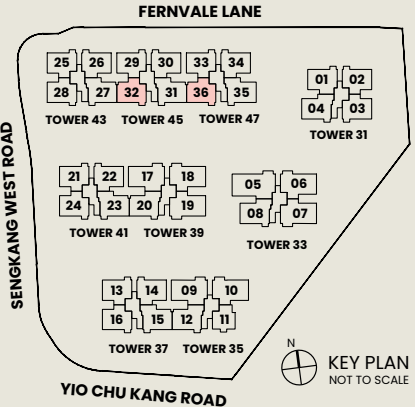 FERNVALE LANE
25 26 29 30 33 34
28 27 32 31 36 35
TOWER 43 TOWER 45 TOWER 47
01 02
04 03
TOWER 31
SENGKANG WEST ROAD
21 22 17 18
24 23 20 19
TOWER 41 TOWER 39
05 06
08 07
TOWER 33
13 14 09 10
16 15 12 11
TOWER 37 TOWER 35
N
KEY PLAN
NOT TO SCALE
YIO CHU KANG ROAD